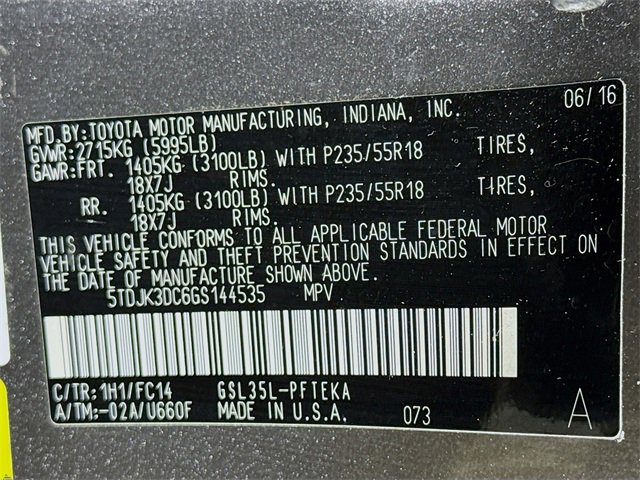 MFD.BY:TOYOTA MOTOR MANUFACTURING, INDIANA, INC. 06/16
GVWR:2715KG (5995LB)
GAWR:FRT. 1405KG (3100LB) WITH P235/55R18 TIRES,
18X7J RIMS.
RR. 1405KG (3100LB) WITH P235/55R18 TIRES,
18X7J RIMS.
THIS VEHICLE CONFORMS TO ALL APPLICABLE FEDERAL MOTOR
VEHICLE SAFETY AND THEFT PREVENTION STANDARDS IN EFFECT ON
THE DATE OF MANUFACTURE SHOWN ABOVE.
5TDJK3DC6GS144535 MPV
C/TR:1H1/FC14 GSL35L-PFTEKA
A/TM:-02A/U660F MADE IN U.S.A. 073 A